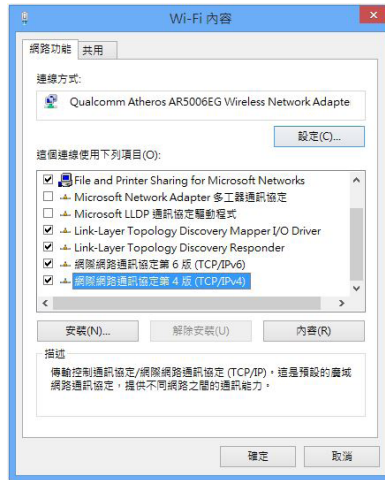 Wi-Fi 內容
網路功能
共用
連線方式:
Qualcomm Atheros AR5006EG Wireless Network Adapte
設定(C)...
這個連線使用下列項目(O):
File and Printer Sharing for Microsoft Networks
Microsoft Network Adapter 多工器通訊協定
Microsoft LLDP 通訊協定驅動程式
Link-Layer Topology Discovery Mapper I/O Driver
Link-Layer Topology Discovery Responder
網際網路通訊協定第 6 版 (TCP/IPv6)
網際網路通訊協定第 4 版 (TCP/IPv4)
安裝(N)...
解除安裝(U)
內容(R)
描述
傳輸控制通訊協定/網際網路通訊協定 (TCP/IP)。這是預設的廣域
網路通訊協定，提供不同網路之間的通訊能力。
確定
取消